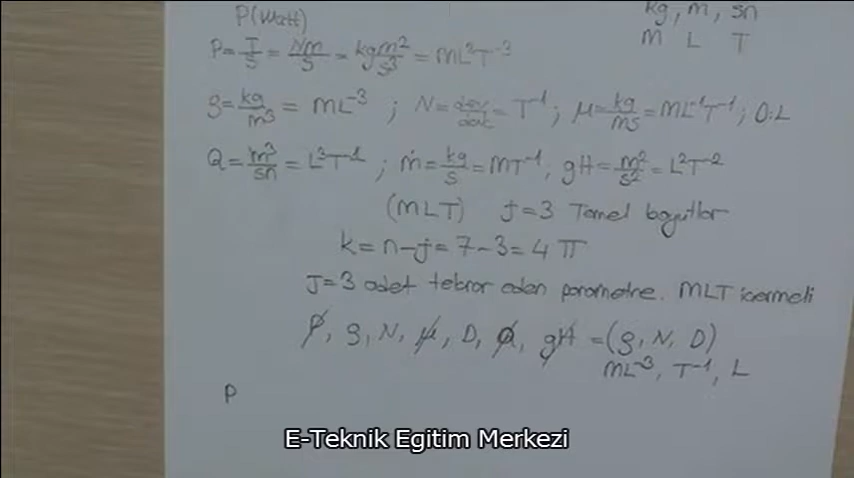 P(Watt)
kg, m, sn
M L T
P = J/s = Nm/s = kg m²/s³ = ML²T⁻³
ρ = kg/m³ = ML⁻³ ; N = dev/dak = T⁻¹ ; μ = kg/ms = ML⁻¹T⁻¹ ; D:L
Q = m³/sn = L³T⁻¹ ; ṁ = kg/s = MT⁻¹ ; gH = m²/s² = L²T⁻²
(MLT) J=3 Temel boyutlar
k = n-j = 7-3 = 4 π
J=3 adet tekrar eden parametre. MLT icermeli
P, ρ, N, μ, D, Q, gH = (ρ, N, D)
ML⁻³, T⁻¹, L
P
E-Teknik Egitim Merkezi